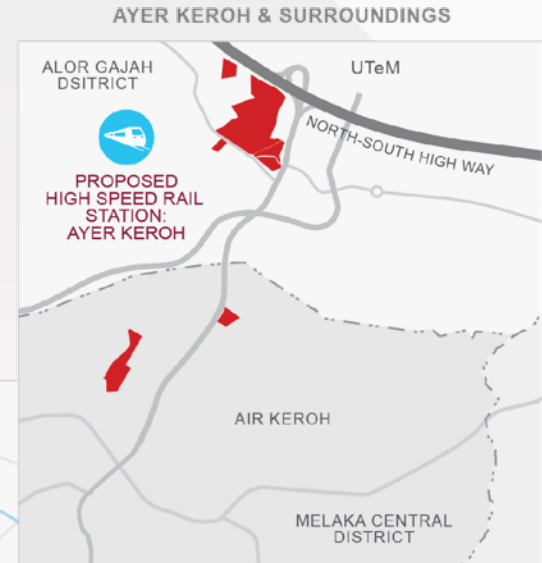 AYER KEROH & SURROUNDINGS
ALOR GAJAH
DSITRICT
UTeM
NORTH-SOUTH HIGH WAY
PROPOSED
HIGH SPEED RAIL
STATION:
AYER KEROH
AIR KEROH
MELAKA CENTRAL
DISTRICT